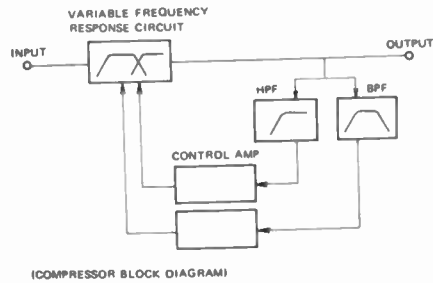 VARIABLE FREQUENCY
RESPONSE CIRCUIT
INPUT
OUTPUT
HPF
BPF
CONTROL AMP
(COMPRESSOR BLOCK DIAGRAM)